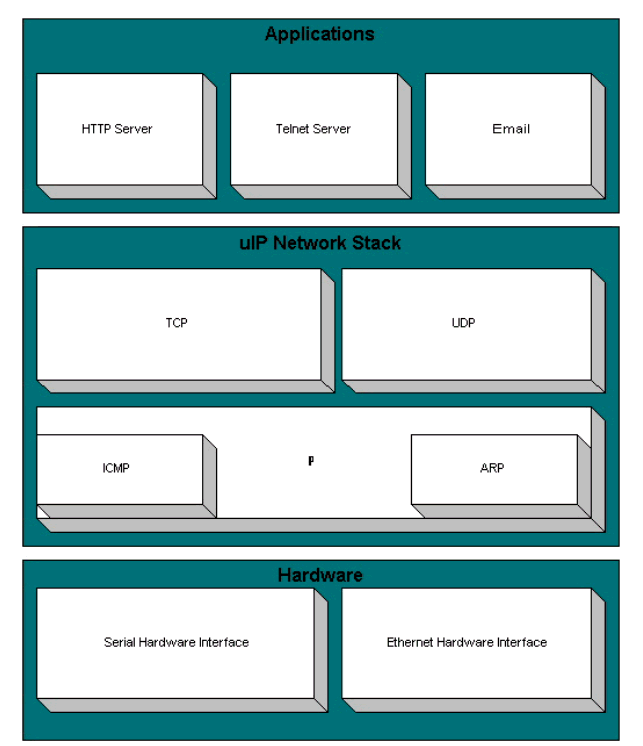 Applications
HTTP Server
Telnet Server
Email
uIP Network Stack
TCP
UDP
ICMP
ARP
Hardware
Serial Hardware Interface
Ethernet Hardware Interface